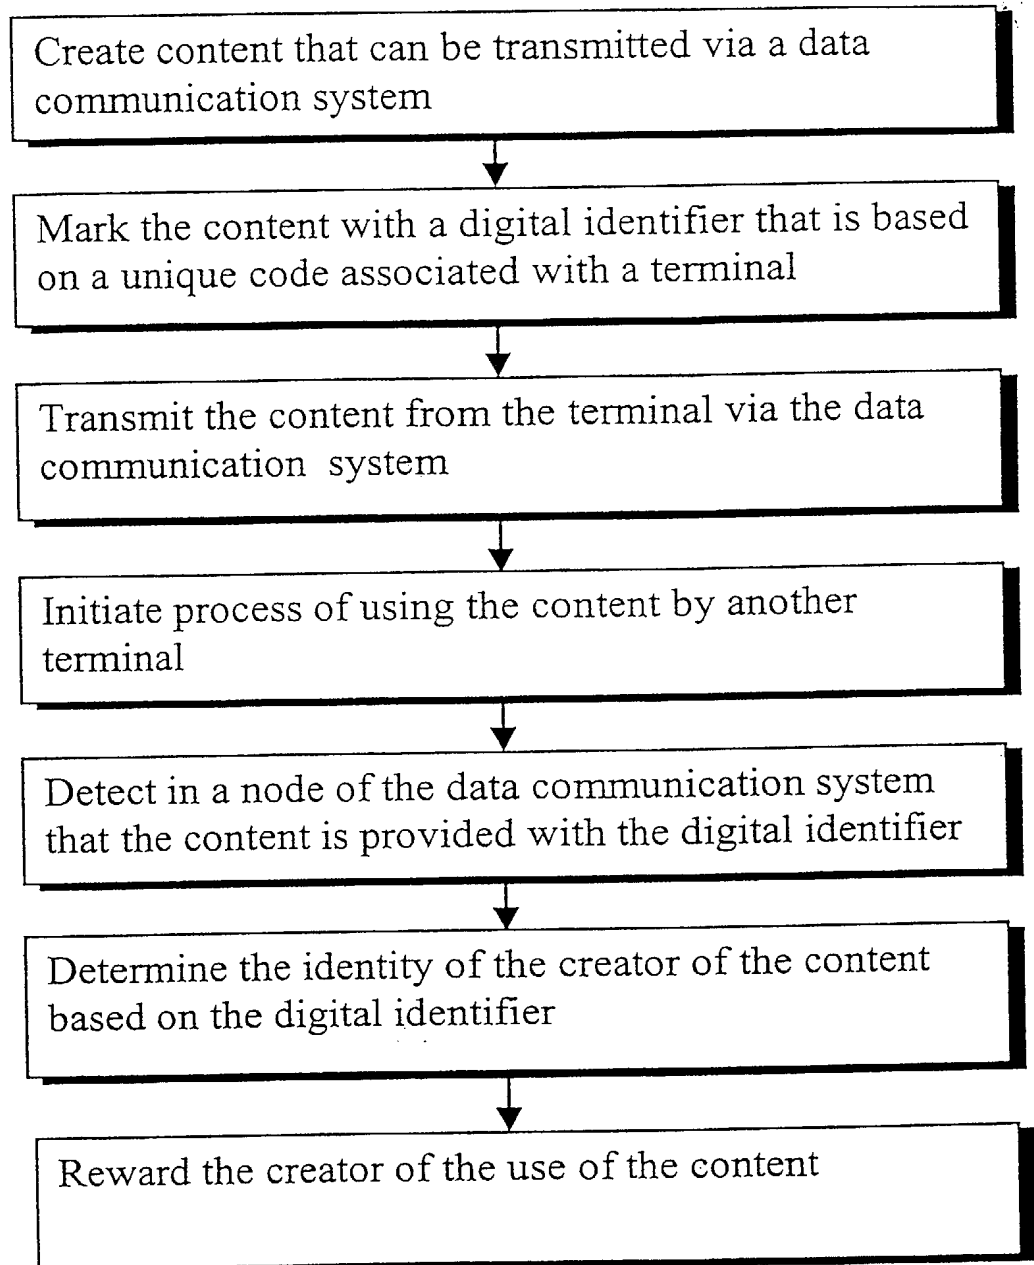 Create content that can be transmitted via a data
communication system
Mark the content with a digital identifier that is based
on a unique code associated with a terminal
Transmit the content from the terminal via the data
communication system
Initiate process of using the content by another
terminal
Detect in a node of the data communication system
that the content is provided with the digital identifier
Determine the identity of the creator of the content
based on the digital identifier
Reward the creator of the use of the content